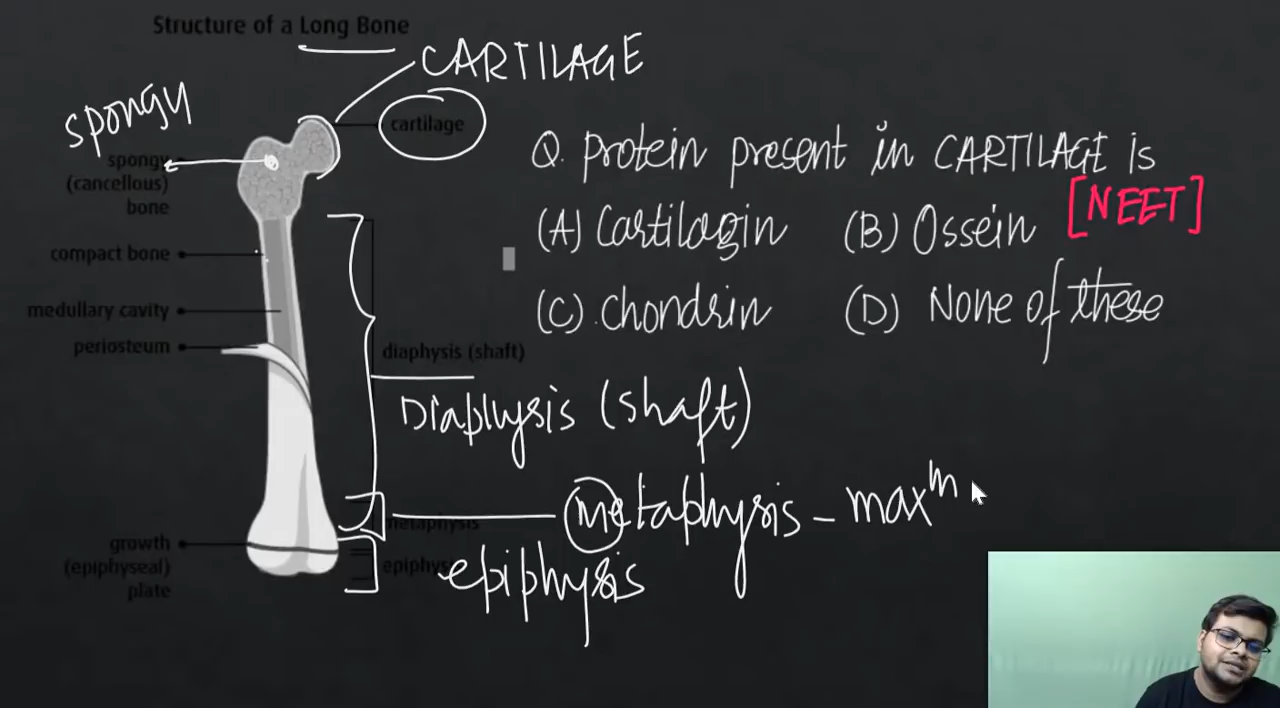 Structure of a Long Bone
CARTILAGE
spongy
cartilage
spongy
(cancellous)
bone
Q. Protein present in CARTILAGE is
[NEET]
(A) Cartilagin (B) Ossein
(C) Chondrin (D) None of these
compact bone
medullary cavity
periosteum
diaphysis (shaft)
Diaphysis (shaft)
metaphysis
metaphysis - maxm
growth
(epiphyseal)
plate
epiphysis
epiphysis